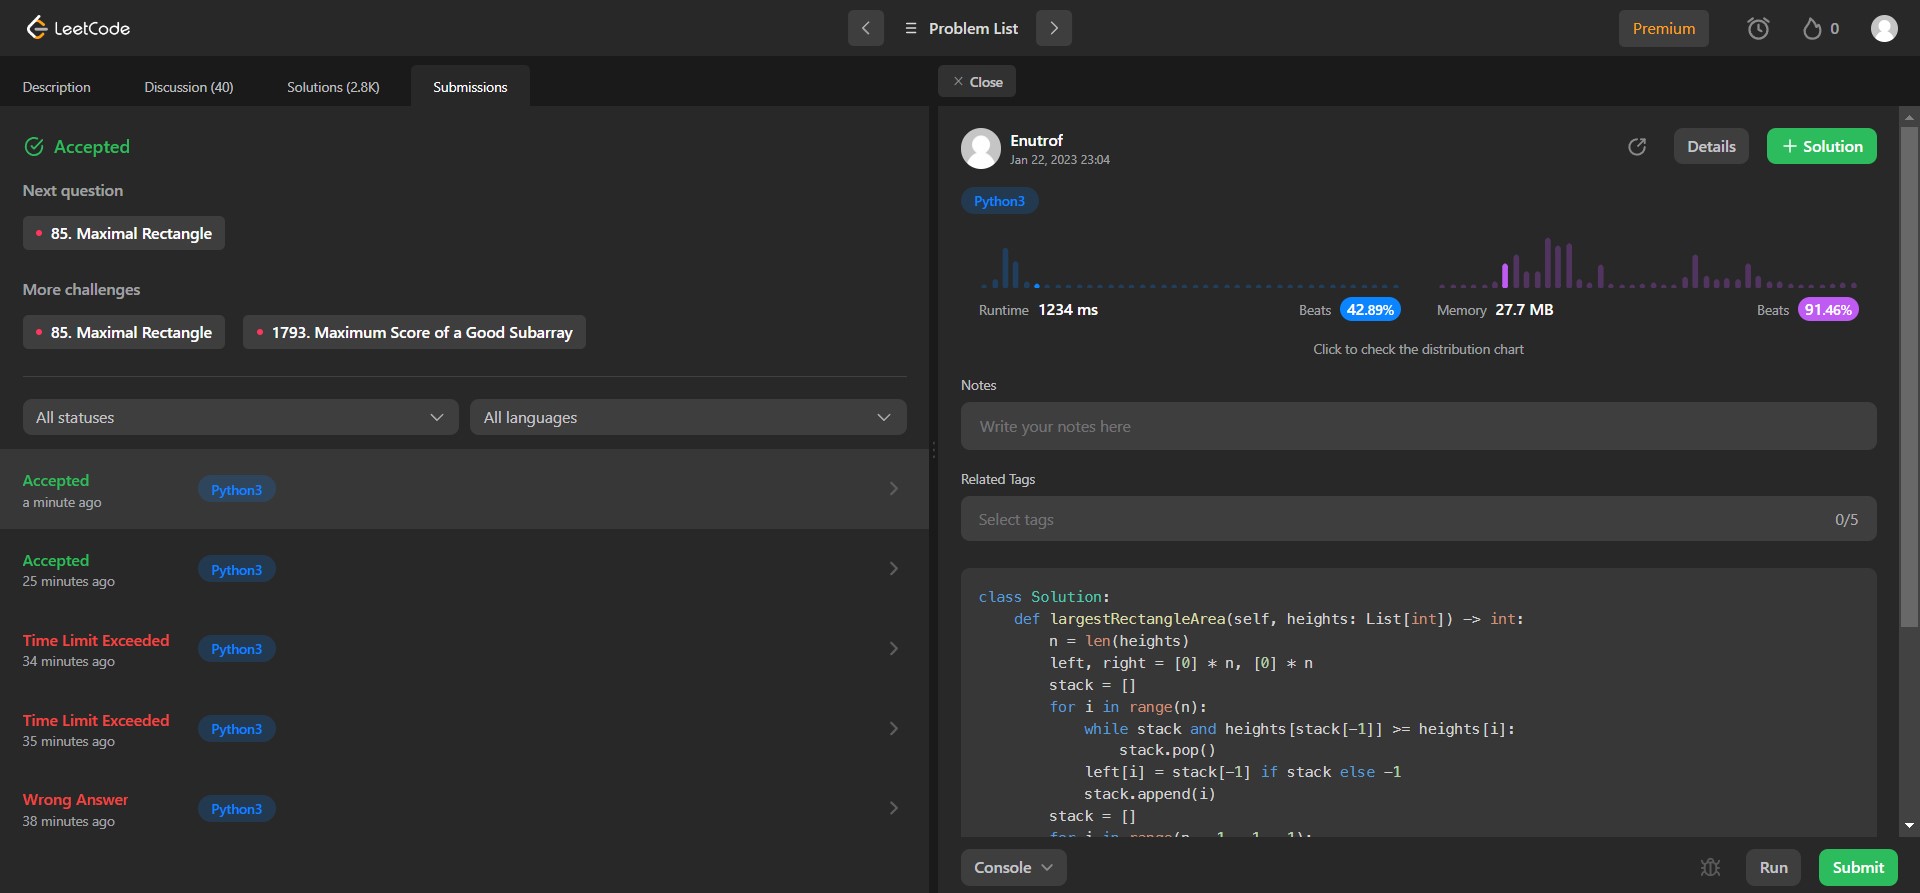 LeetCode
Problem List
Premium
0
Description
Discussion (40)
Solutions (2.8K)
Submissions
Close
Accepted
Next question
85. Maximal Rectangle
More challenges
85. Maximal Rectangle
1793. Maximum Score of a Good Subarray
All statuses
All languages
Accepted
a minute ago
Python3
Accepted
25 minutes ago
Python3
Time Limit Exceeded
34 minutes ago
Python3
Time Limit Exceeded
35 minutes ago
Python3
Wrong Answer
38 minutes ago
Python3
Enutrof
Jan 22, 2023 23:04
Details
+ Solution
Python3
Runtime 1234 ms
Beats 42.89%
Memory 27.7 MB
Beats 91.46%
Click to check the distribution chart
Notes
Write your notes here
Related Tags
Select tags
0/5
class Solution:
    def largestRectangleArea(self, heights: List[int]) -> int:
        n = len(heights)
        left, right = [0] * n, [0] * n
        stack = []
        for i in range(n):
            while stack and heights[stack[-1]] >= heights[i]:
                stack.pop()
            left[i] = stack[-1] if stack else -1
            stack.append(i)
        stack = []
Console
Run
Submit